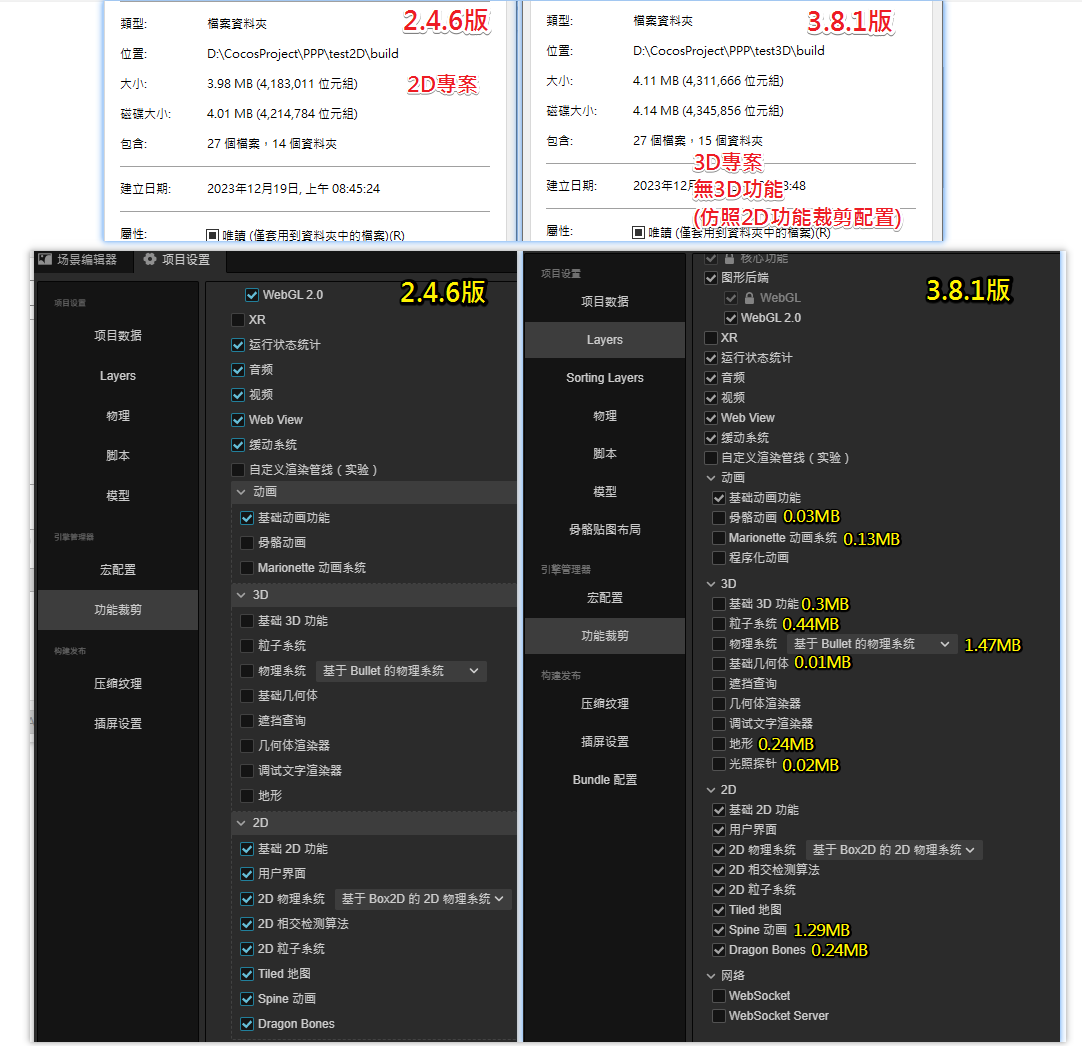 類型:
檔案資料夾
2.4.6版
位置:
D:\CocosProject\PPP\test2D\build
大小:
3.98 MB (4,183,011 位元組)
2D專案
磁碟大小:
4.01 MB (4,214,784 位元組)
包含:
27 個檔案，14 個資料夾
建立日期:
2023年12月19日, 上午 08:45:24
屬性:
唯讀 (僅套用到資料夾中的檔案)(R)
類型:
檔案資料夾
3.8.1版
位置:
D:\CocosProject\PPP\test3D\build
大小:
4.11 MB (4,311,666 位元組)
磁碟大小:
4.14 MB (4,345,856 位元組)
包含:
27 個檔案，15 個資料夾
3D專案
建立日期:
2023年12月
無3D功能
3:48
(仿照2D功能裁剪配置)
屬性:
唯讀 (僅套用到資料夾中的檔案)(R)
场景编辑器
项目设置
2.4.6版
项目设置
项目数据
Layers
物理
脚本
模型
引擎管理器
宏配置
功能裁剪
构建发布
压缩纹理
插屏设置
WebGL 2.0
XR
运行状态统计
音频
视频
Web View
缓动系统
自定义渲染管线 ( 实验 )
动画
基础动画功能
骨骼动画
Marionette 动画系统
3D
基础 3D 功能
粒子系统
物理系统 基于 Bullet 的物理系统
基础几何体
遮挡查询
几何体渲染器
调试文字渲染器
地形
2D
基础 2D 功能
用户界面
2D 物理系统 基于 Box2D 的 2D 物理系统
2D 相交检测算法
2D 粒子系统
Tiled 地图
Spine 动画
Dragon Bones
3.8.1版
项目设置
项目数据
Layers
Sorting Layers
物理
脚本
模型
骨骼贴图布局
引擎管理器
宏配置
功能裁剪
构建发布
压缩纹理
插屏设置
Bundle 配置
核心功能
图形后端
WebGL
WebGL 2.0
XR
运行状态统计
音频
视频
Web View
缓动系统
自定义渲染管线 ( 实验 )
动画
基础动画功能
骨骼动画 0.03MB
Marionette 动画系统 0.13MB
程序化动画
3D
基础 3D 功能 0.3MB
粒子系统 0.44MB
物理系统 基于 Bullet 的物理系统 1.47MB
基础几何体 0.01MB
遮挡查询
几何体渲染器
调试文字渲染器
地形 0.24MB
光照探针 0.02MB
2D
基础 2D 功能
用户界面
2D 物理系统 基于 Box2D 的 2D 物理系统
2D 相交检测算法
2D 粒子系统
Tiled 地图
Spine 动画 1.29MB
Dragon Bones 0.24MB
网络
WebSocket
WebSocket Server